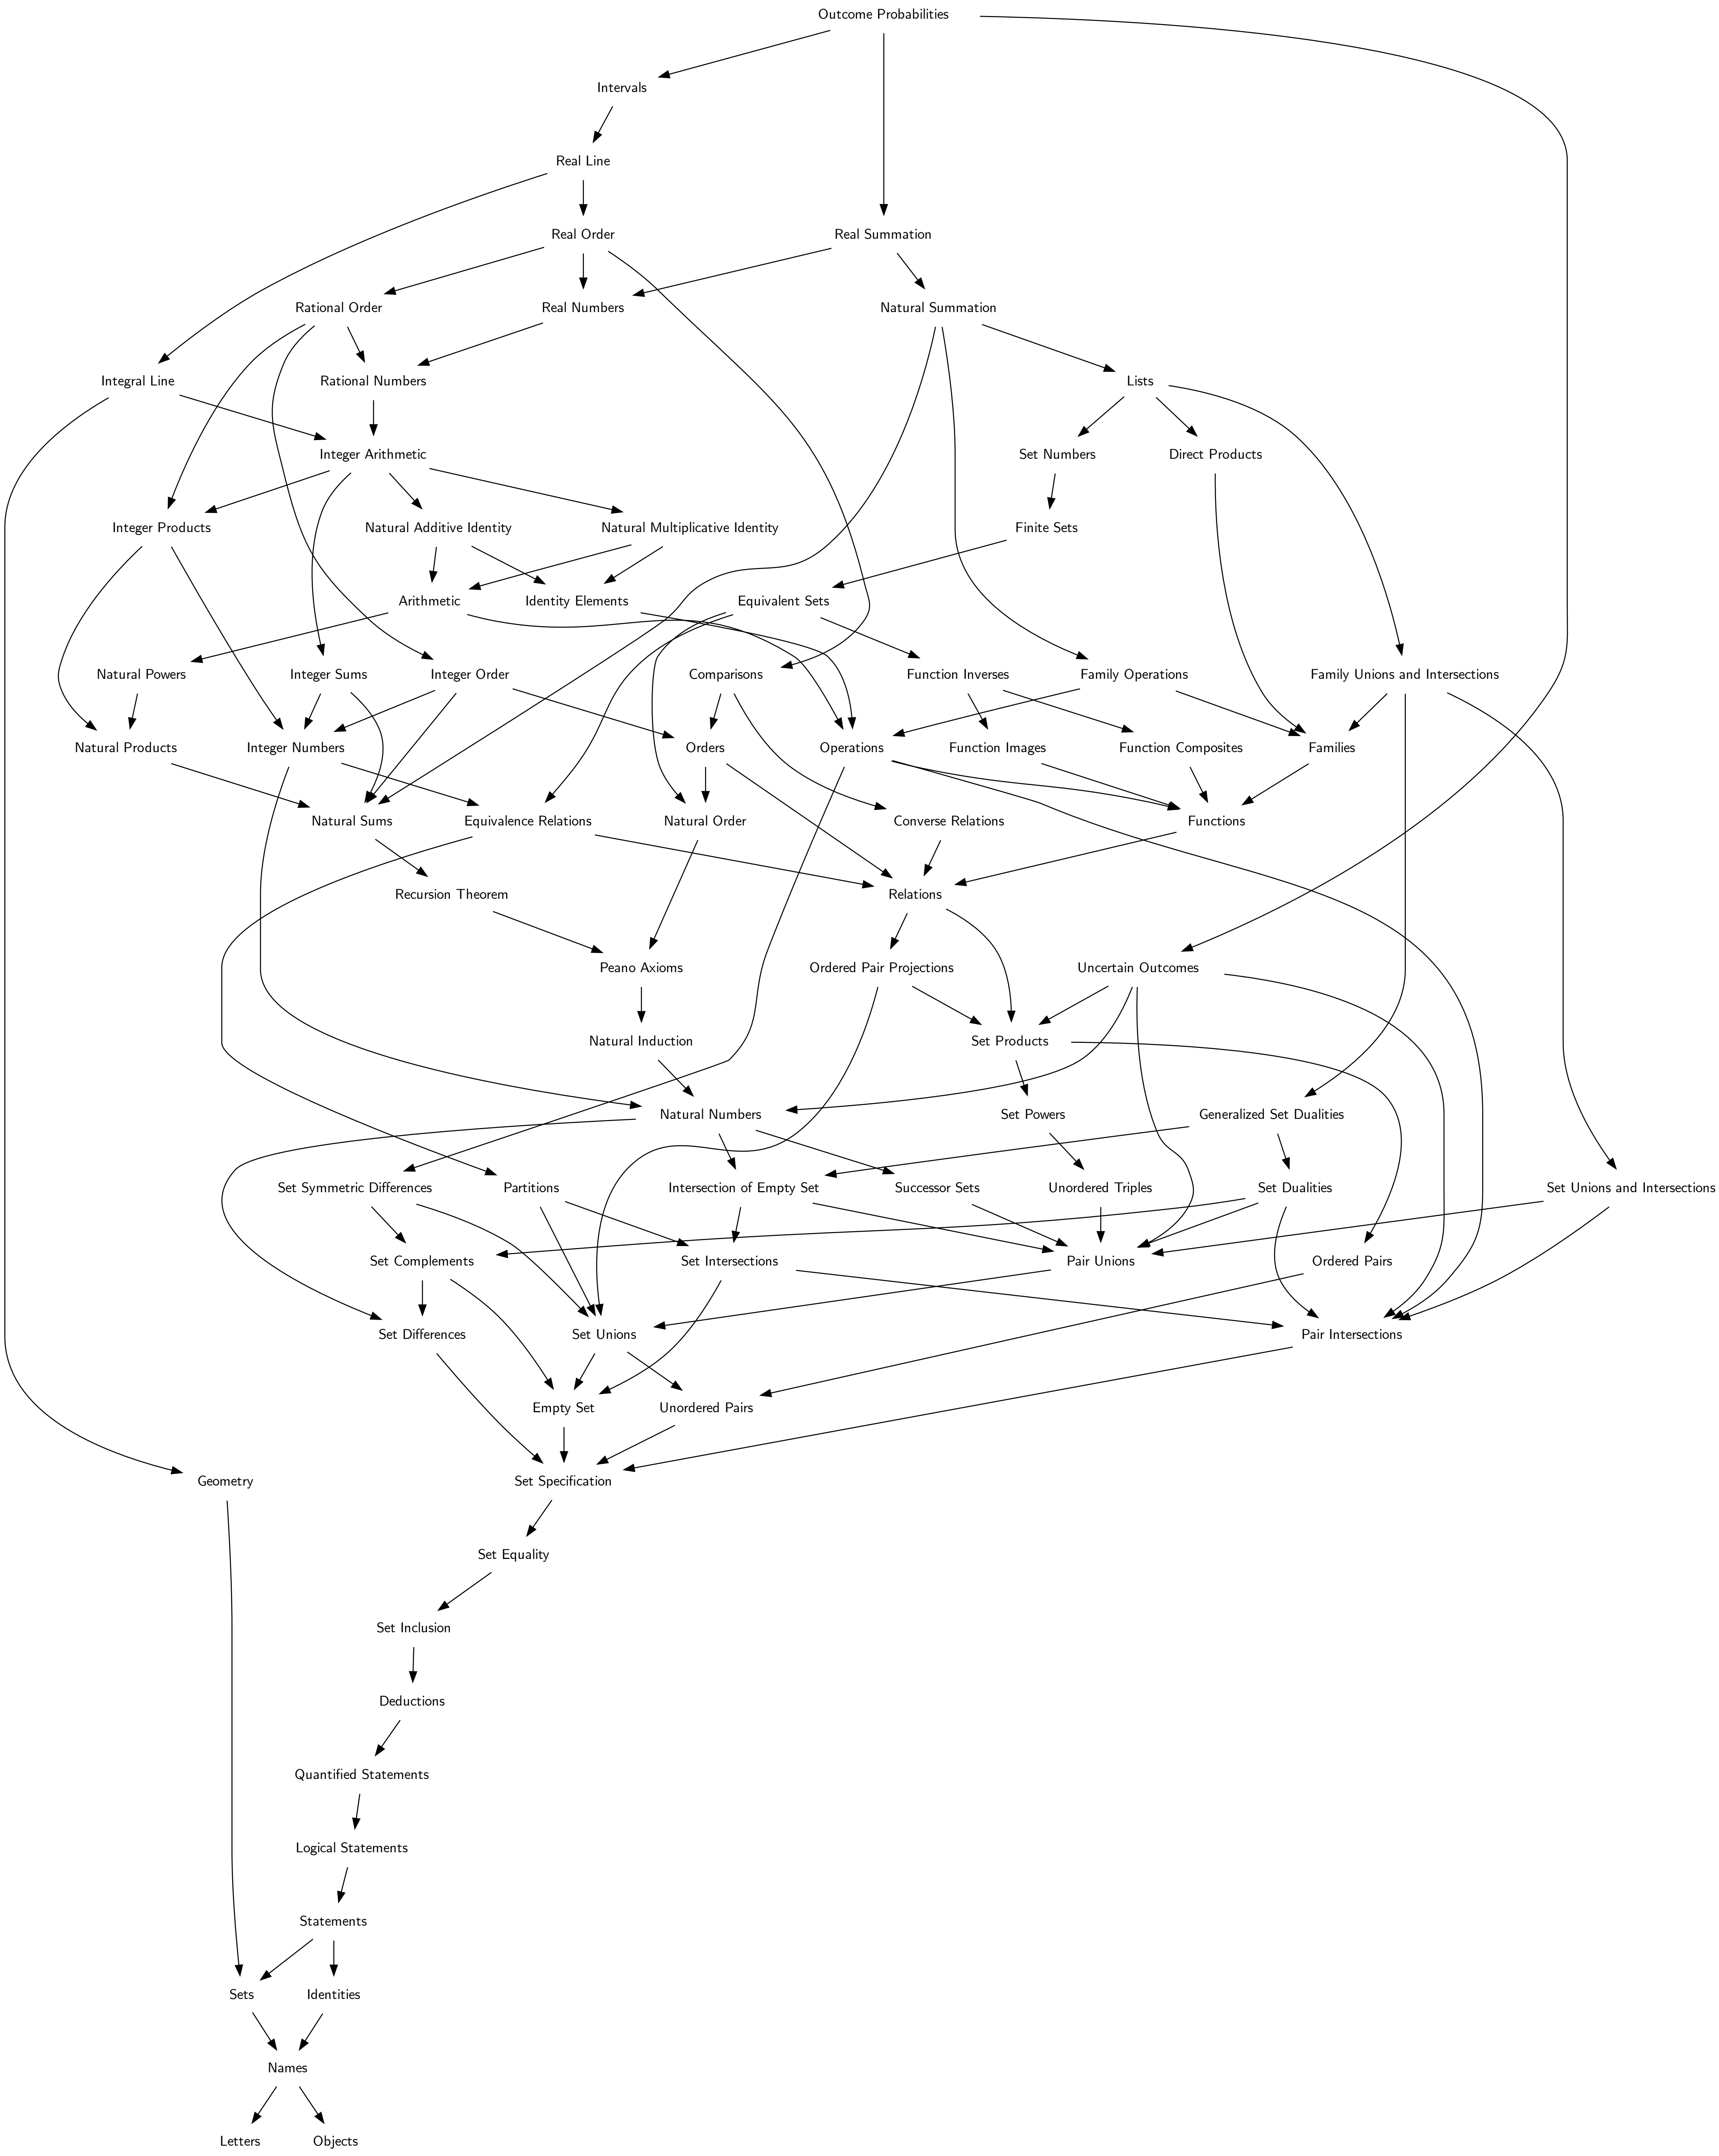 Outcome Probabilities
Intervals
Real Line
Real Order
Real Summation
Rational Order
Real Numbers
Natural Summation
Integral Line
Rational Numbers
Lists
Integer Arithmetic
Set Numbers
Direct Products
Integer Products
Natural Additive Identity
Natural Multiplicative Identity
Finite Sets
Arithmetic
Identity Elements
Equivalent Sets
Natural Powers
Integer Sums
Integer Order
Comparisons
Function Inverses
Family Operations
Family Unions and Intersections
Natural Products
Integer Numbers
Orders
Operations
Function Images
Function Composites
Families
Natural Sums
Equivalence Relations
Natural Order
Converse Relations
Functions
Recursion Theorem
Relations
Peano Axioms
Ordered Pair Projections
Uncertain Outcomes
Natural Induction
Set Products
Natural Numbers
Set Powers
Generalized Set Dualities
Set Symmetric Differences
Partitions
Intersection of Empty Set
Successor Sets
Unordered Triples
Set Dualities
Set Unions and Intersections
Set Complements
Set Intersections
Pair Unions
Ordered Pairs
Set Differences
Set Unions
Pair Intersections
Empty Set
Unordered Pairs
Geometry
Set Specification
Set Equality
Set Inclusion
Deductions
Quantified Statements
Logical Statements
Statements
Sets
Identities
Names
Letters
Objects